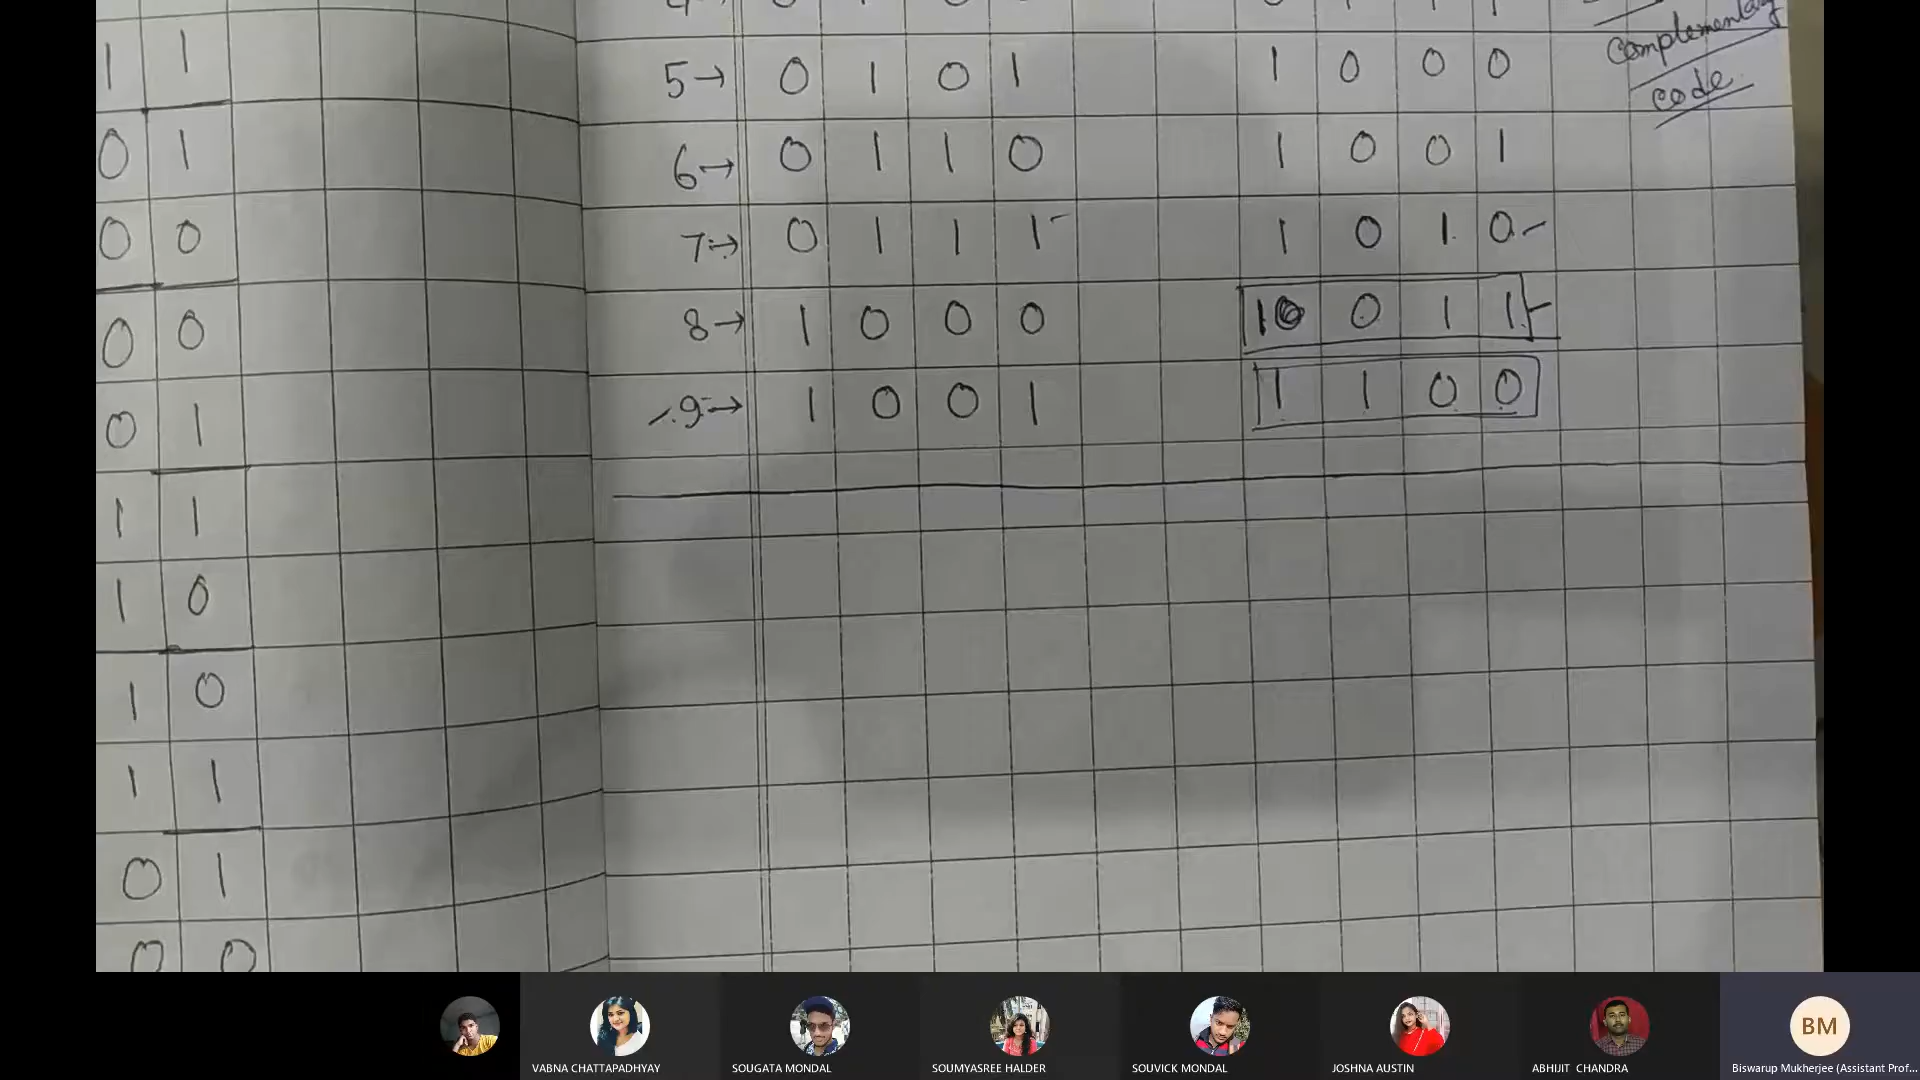 complementary
code
1 1
0 1
0 0
0 0
0 1
1 1
1 0
1 0
1 1
0 1
0 0
5→ 0 1 0 1 1 0 0 0
6→ 0 1 1 0 1 0 0 1
7→ 0 1 1 1 1 0 1 0
8→ 1 0 0 0 1 0 1 1
9→ 1 0 0 1 1 1 0 0
VABNA CHATTAPADHYAY
SOUGATA MONDAL
SOUMYASREE HALDER
SOUVICK MONDAL
JOSHNA AUSTIN
ABHIJIT CHANDRA
BM
Biswarup Mukherjee (Assistant Prof...